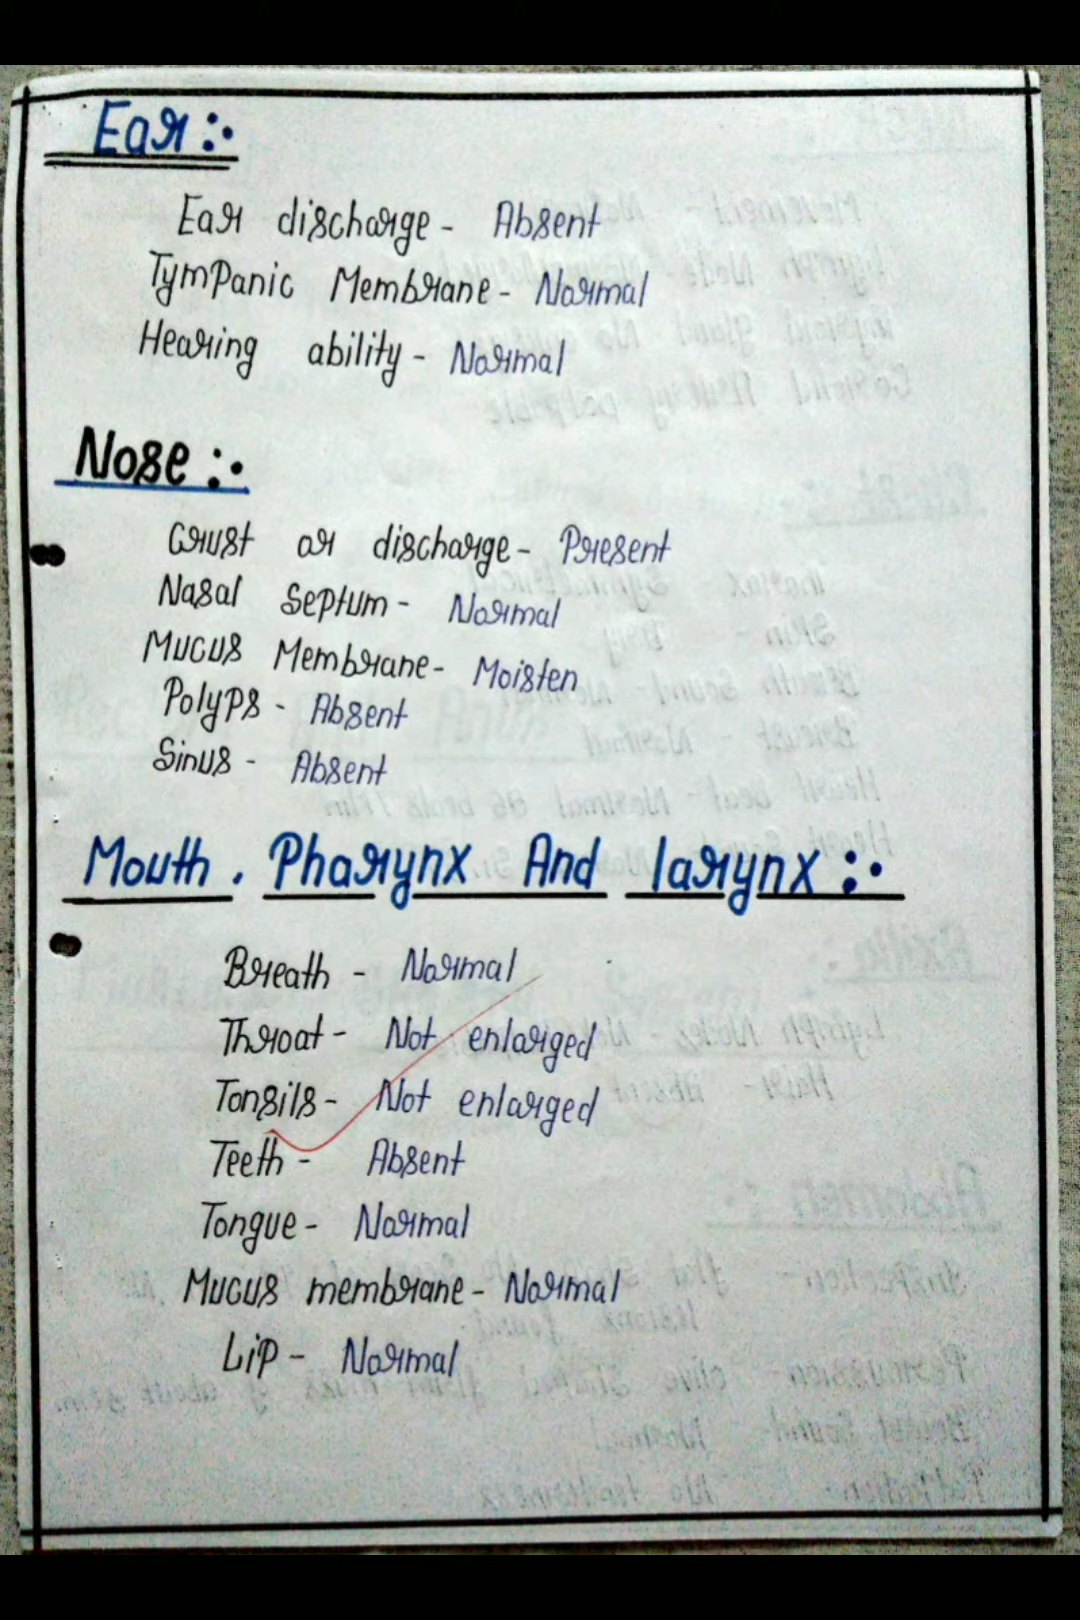 Ear :-
Ear discharge - Absent
Tympanic Membrane - Normal
Hearing ability - Normal
Nose :-
Crust or discharge - Present
Nasal Septum - Normal
Mucus Membrane - Moisten
Polyps - Absent
Sinus - Absent
Mouth, Pharynx And larynx :-
Breath - Normal
Throat - Not enlarged
Tonsils - Not enlarged
Teeth - Absent
Tongue - Normal
Mucus membrane - Normal
Lip - Normal